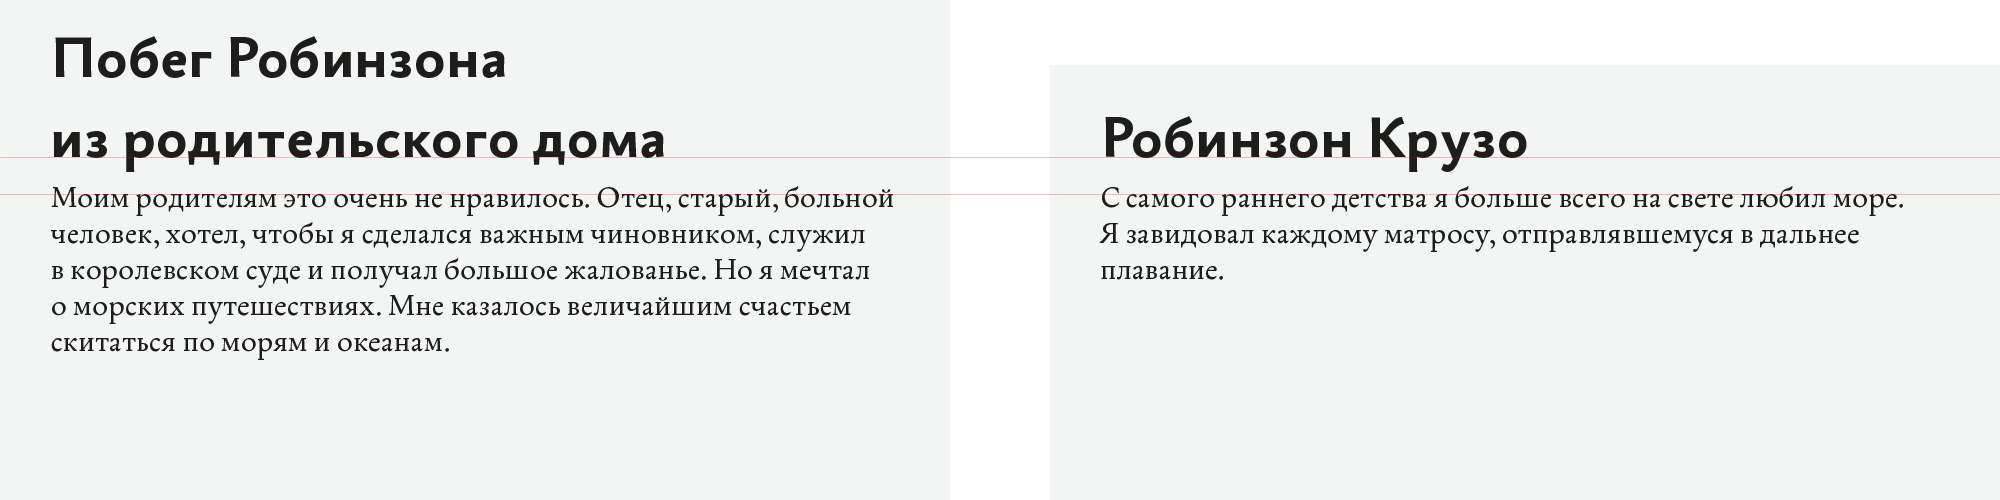 Побег Робинзона
из родительского дома
Моим родителям это очень не нравилось. Отец, старый, больной
человек, хотел, чтобы я сделался важным чиновником, служил
в королевском суде и получал большое жалованье. Но я мечтал
о морских путешествиях. Мне казалось величайшим счастьем
скитаться по морям и океанам.
Робинзон Крузо
С самого раннего детства я больше всего на свете любил море.
Я завидовал каждому матросу, отправлявшемуся в дальнее
плавание.